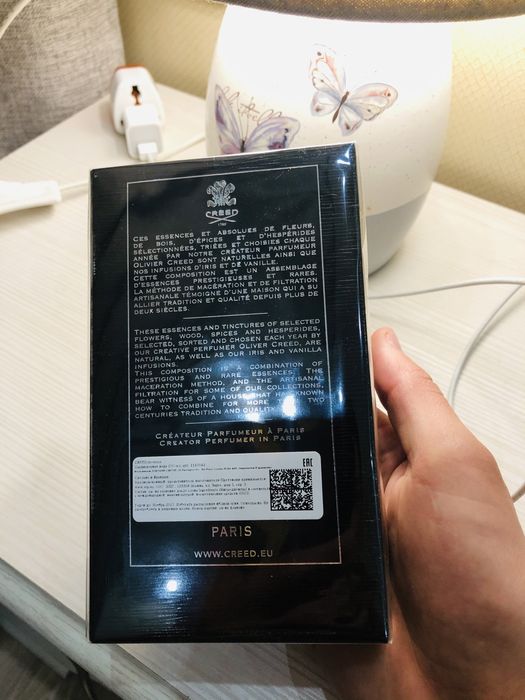 CREED
1760
CES ESSENCES ET ABSOLUES DE FLEURS,
DE BOIS, D'ÉPICES ET D'HESPÉRIDES
SÉLECTIONNÉES, TRIÉES ET CHOISIES CHAQUE
ANNÉE PAR NOTRE CRÉATEUR PARFUMEUR
OLIVIER CREED SONT NATURELLES AINSI QUE
NOS INFUSIONS D'IRIS ET DE VANILLE.
CETTE COMPOSITION EST UN ASSEMBLAGE
D'ESSENCES PRESTIGIEUSES ET RARES.
LA MÉTHODE DE MACÉRATION ET DE FILTRATION
ARTISANALE TÉMOIGNE D'UNE MAISON QUI A SU
ALLIER TRADITION ET QUALITÉ DEPUIS PLUS DE
DEUX SIÈCLES.
THESE ESSENCES AND TINCTURES OF SELECTED
FLOWERS, WOOD, SPICES AND HESPERIDES,
SELECTED, SORTED AND CHOSEN EACH YEAR BY
OUR CREATIVE PERFUMER OLIVER CREED, ARE
NATURAL, AS WELL AS OUR IRIS AND VANILLA
INFUSIONS.
THIS COMPOSITION IS A COMBINATION OF
PRESTIGIOUS AND RARE ESSENCES. THE
MACERATION METHOD, AND THE ARTISANAL
FILTRATION FOR SOME OF OUR COLLECTIONS,
BEAR WITNESS OF A HOUSE THAT HAS KNOWN
HOW TO COMBINE FOR MORE THAN TWO
CENTURIES TRADITION AND QUALITY
CRÉATEUR PARFUMEUR À PARIS
CREATOR PERFUMER IN PARIS
EAC
PARIS
WWW.CREED.EU